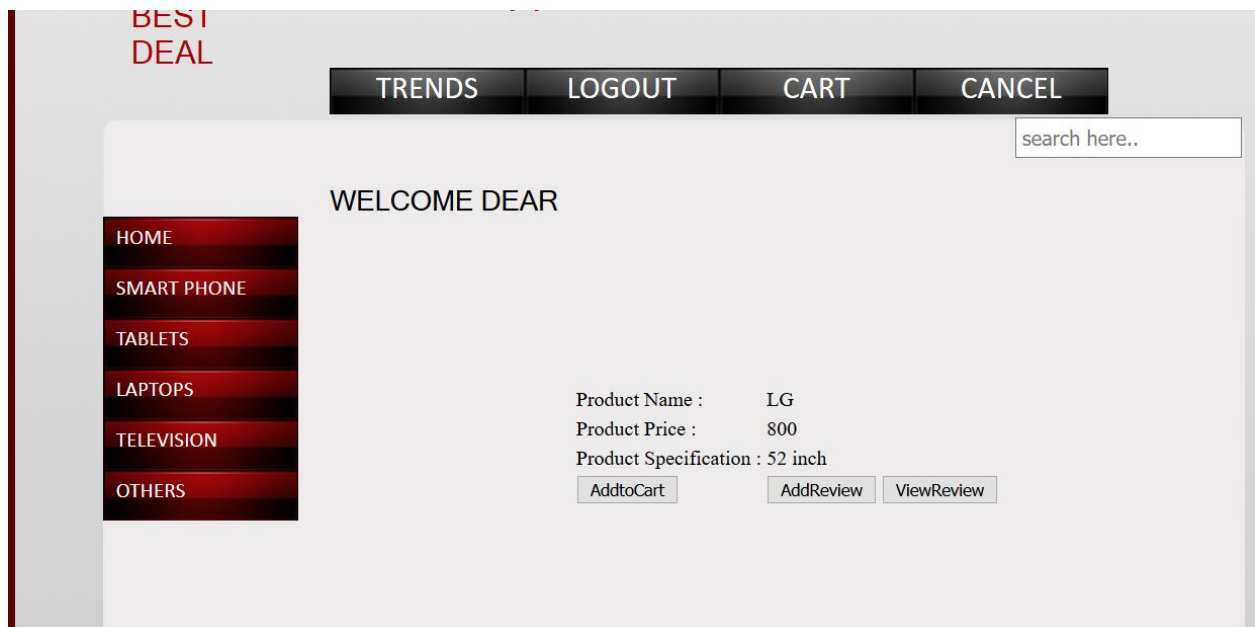 BEST
DEAL
TRENDS LOGOUT CART CANCEL
search here..
WELCOME DEAR
HOME
SMART PHONE
TABLETS
LAPTOPS
TELEVISION
OTHERS
Product Name : LG
Product Price : 800
Product Specification : 52 inch
AddtoCart AddReview ViewReview